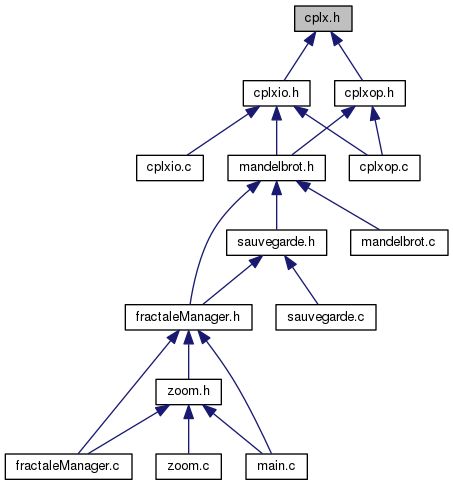 cplx.h
cplxio.h
cplxop.h
cplxio.c
mandelbrot.h
cplxop.c
sauvegarde.h
mandelbrot.c
fractaleManager.h
sauvegarde.c
zoom.h
fractaleManager.c
zoom.c
main.c